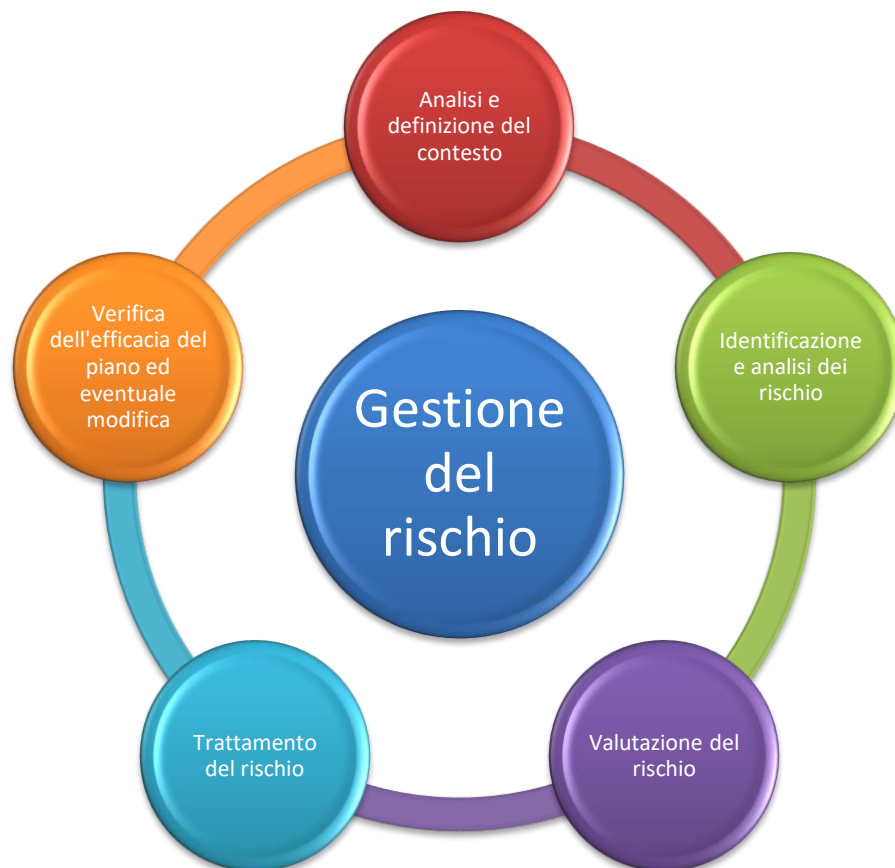 Analisi e
definizione del
contesto
Identificazione
e analisi dei
rischio
Valutazione del
rischio
Trattamento
del rischio
Verifica
dell'efficacia del
piano ed
eventuale
modifica
Gestione
del
rischio